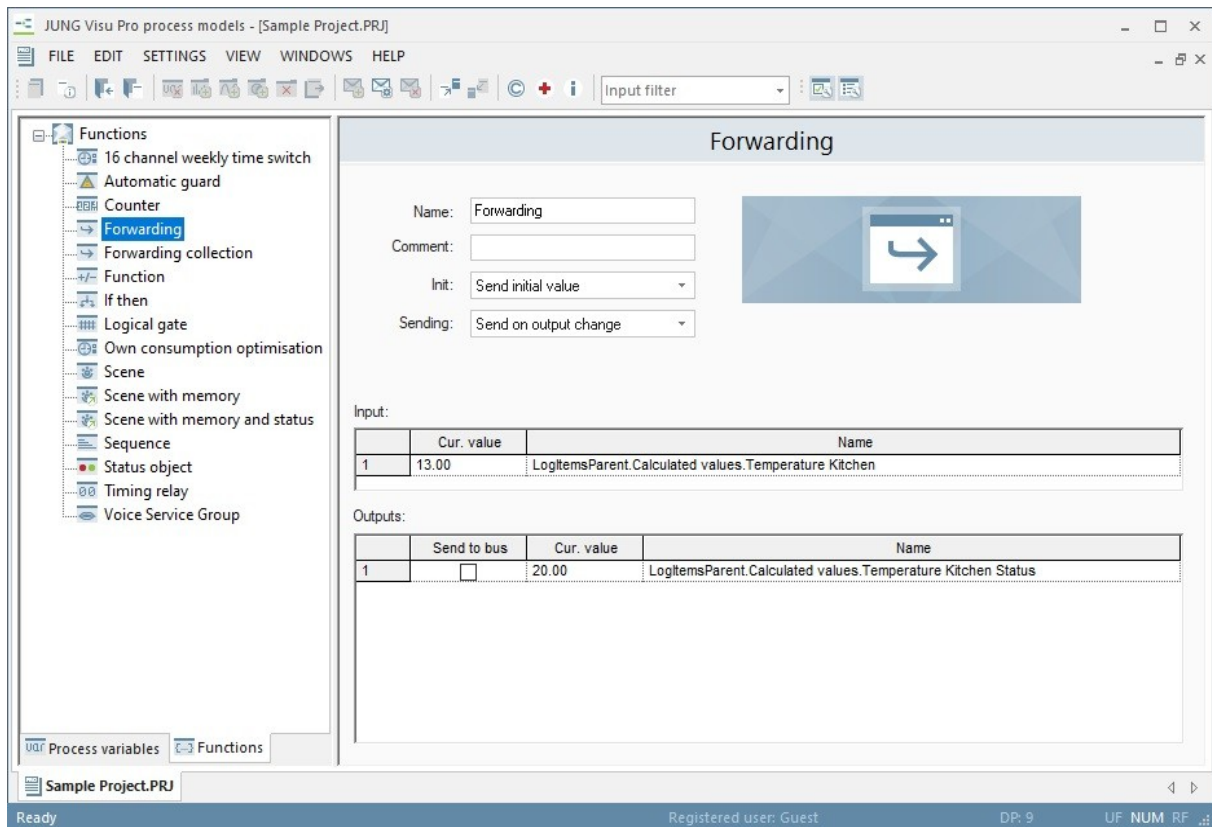 JUNG Visu Pro process models - [Sample Project.PRJ]
FILE EDIT SETTINGS VIEW WINDOWS HELP
Input filter
Functions
16 channel weekly time switch
Automatic guard
Counter
Forwarding
Forwarding collection
Function
If then
Logical gate
Own consumption optimisation
Scene
Scene with memory
Scene with memory and status
Sequence
Status object
Timing relay
Voice Service Group
Process variables Functions
Forwarding
Name: Forwarding
Comment:
Init: Send initial value
Sending: Send on output change
Input:
Cur. value Name
1 13.00 LogItemsParent.Calculated values.Temperature Kitchen
Outputs:
Send to bus Cur. value Name
1 20.00 LogItemsParent.Calculated values.Temperature Kitchen Status
Sample Project.PRJ
Ready Registered user: Guest DP: 9 UF NUM RF